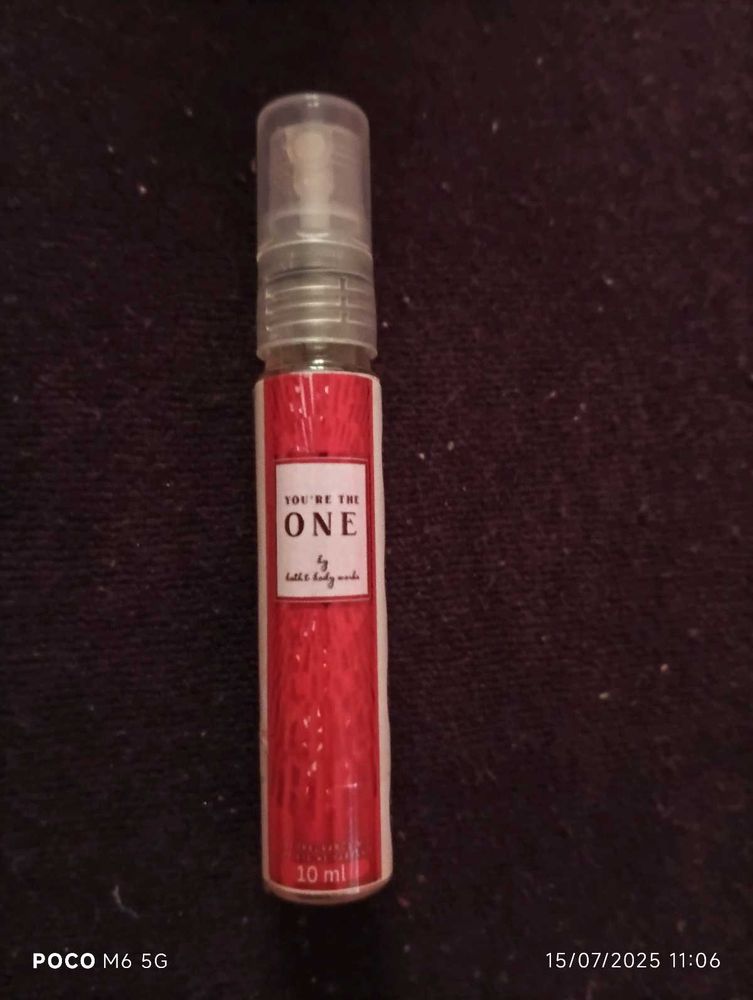 YOU'RE THE
ONE
by
bath & body works
10 ml
POCO M6 5G
15/07/2025 11:06